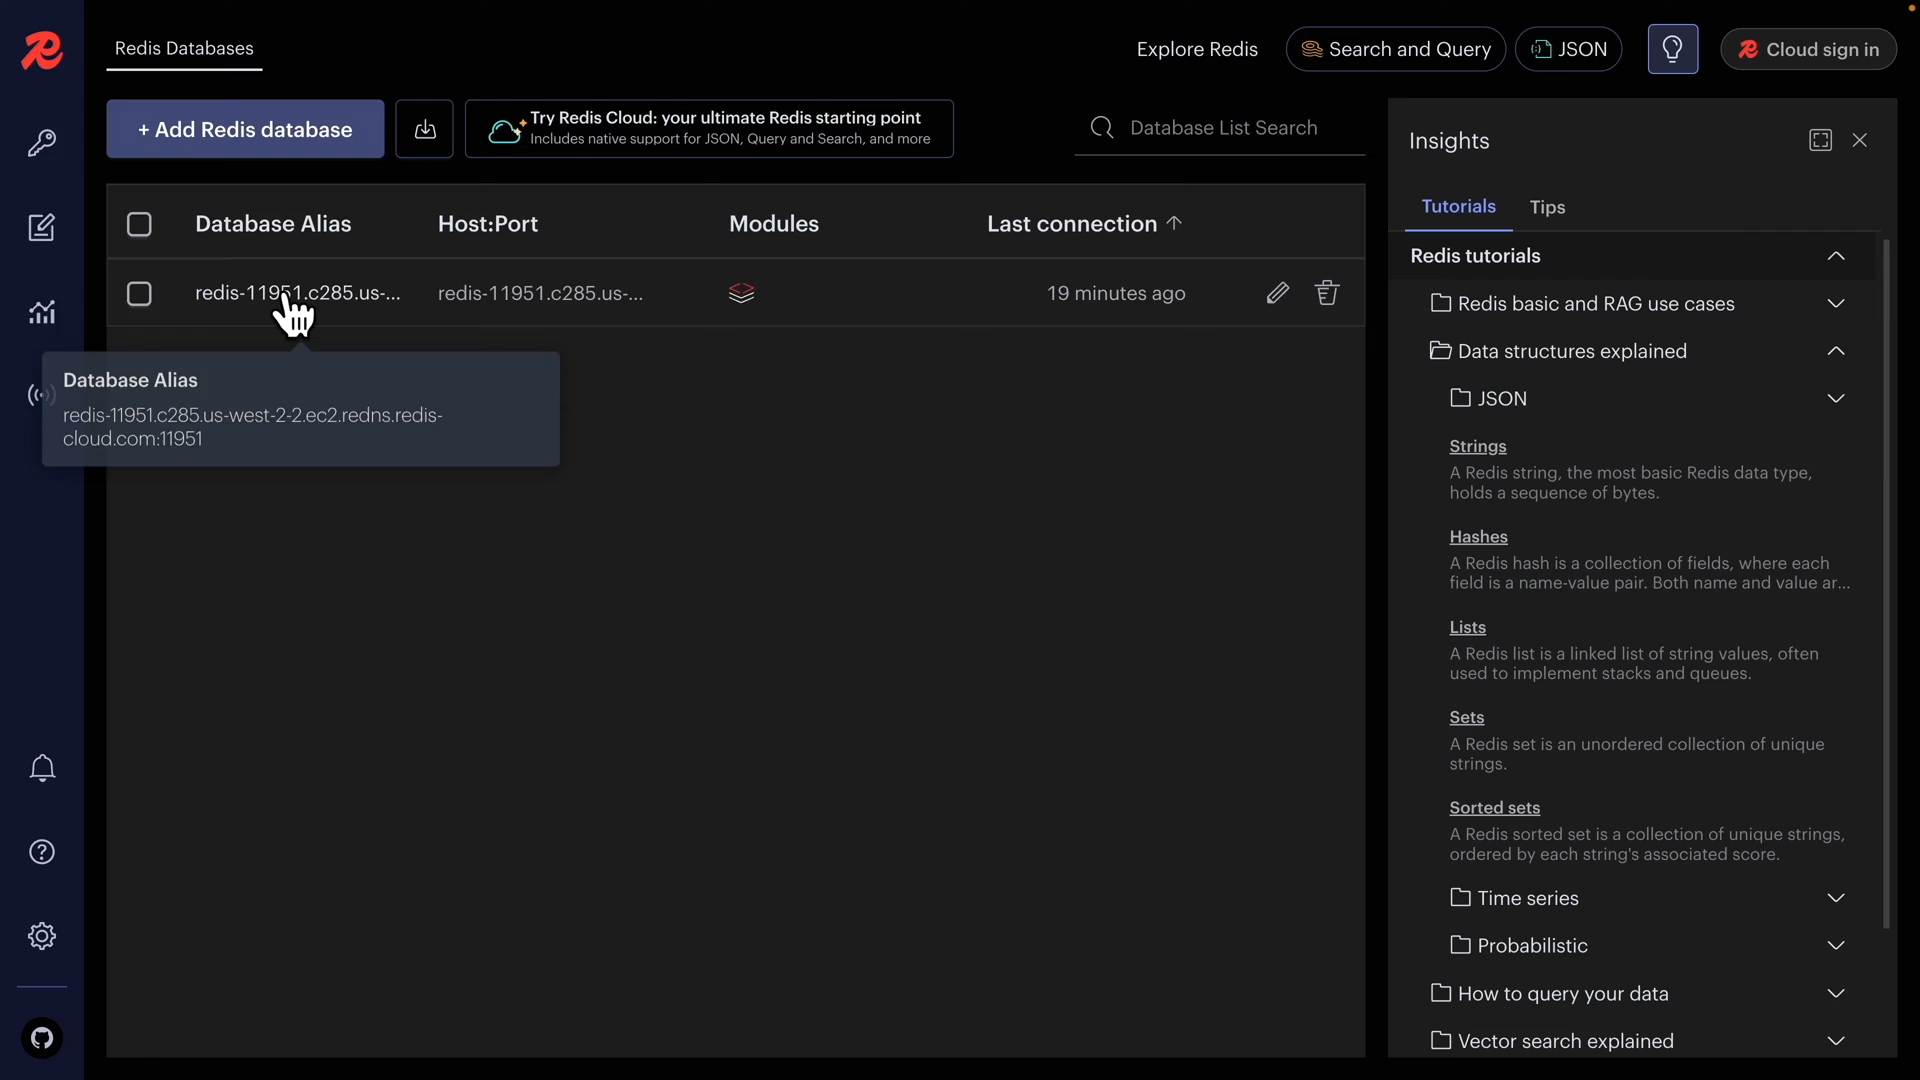 Redis Databases
Explore Redis
Search and Query
JSON
Cloud sign in
+ Add Redis database
Try Redis Cloud: your ultimate Redis starting point
Includes native support for JSON, Query and Search, and more
Database List Search
Database Alias
Host:Port
Modules
Last connection
redis-11951.c285.us-...
redis-11951.c285.us-...
19 minutes ago
Database Alias
redis-11951.c285.us-west-2-2.ec2.redns.redis-
cloud.com:11951
Insights
Tutorials
Tips
Redis tutorials
Redis basic and RAG use cases
Data structures explained
JSON
Strings
A Redis string, the most basic Redis data type,
holds a sequence of bytes.
Hashes
A Redis hash is a collection of fields, where each
field is a name-value pair. Both name and value ar...
Lists
A Redis list is a linked list of string values, often
used to implement stacks and queues.
Sets
A Redis set is an unordered collection of unique
strings.
Sorted sets
A Redis sorted set is a collection of unique strings,
ordered by each string's associated score.
Time series
Probabilistic
How to query your data
Vector search explained